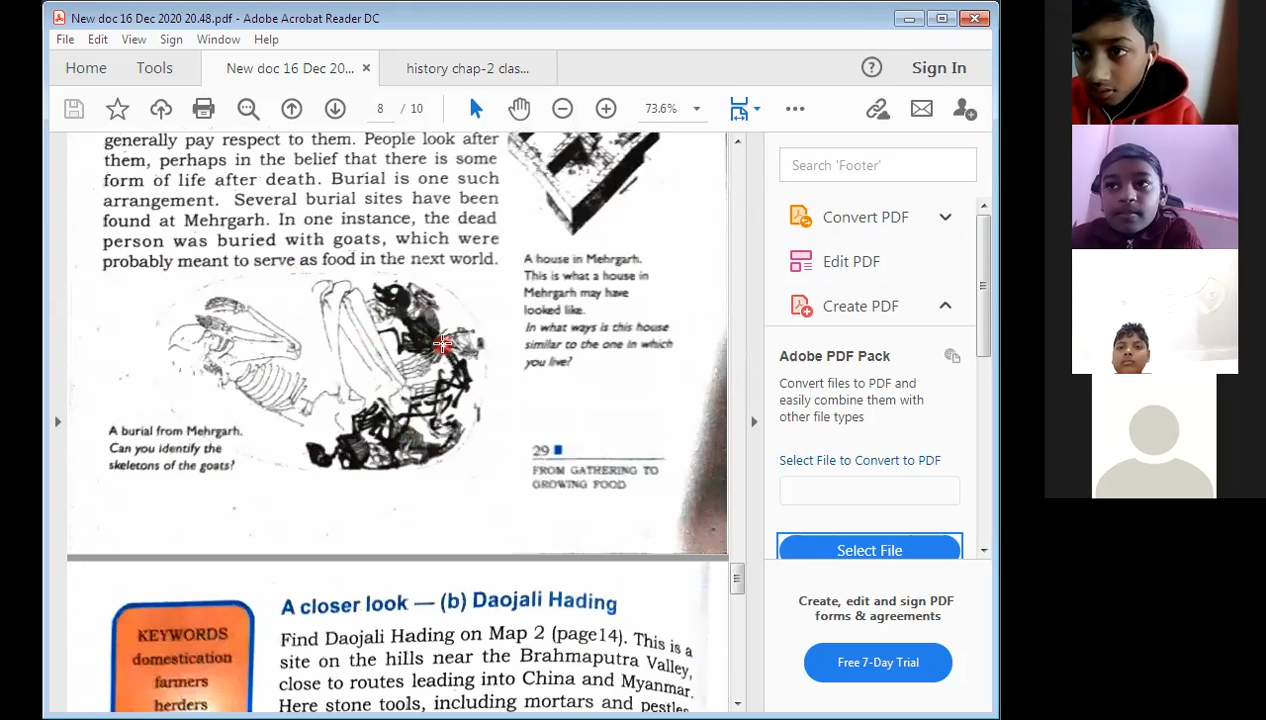 New doc 16 Dec 2020 20.48.pdf - Adobe Acrobat Reader DC
File Edit View Sign Window Help
Home Tools New doc 16 Dec 20... × history chap-2 clas... Sign In
8 / 10 73.6%
generally pay respect to them. People look after
them, perhaps in the belief that there is some
form of life after death. Burial is one such
arrangement. Several burial sites have been
found at Mehrgarh. In one instance, the dead
person was buried with goats, which were
probably meant to serve as food in the next world.
A house in Mehrgarh.
This is what a house in
Mehrgarh may have
looked like.
In what ways is this house
similar to the one in which
you live?
A burial from Mehrgarh.
Can you identify the
skeletons of the goats?
29
FROM GATHERING TO
GROWING FOOD
KEYWORDS
domestication
farmers
herders
A closer look — (b) Daojali Hading
Find Daojali Hading on Map 2 (page14). This is a
site on the hills near the Brahmaputra Valley,
close to routes leading into China and Myanmar.
Here stone tools, including mortars and pestles,
Search 'Footer'
Convert PDF
Edit PDF
Create PDF
Adobe PDF Pack
Convert files to PDF and
easily combine them with
other file types
Select File to Convert to PDF
Select File
Create, edit and sign PDF
forms & agreements
Free 7-Day Trial